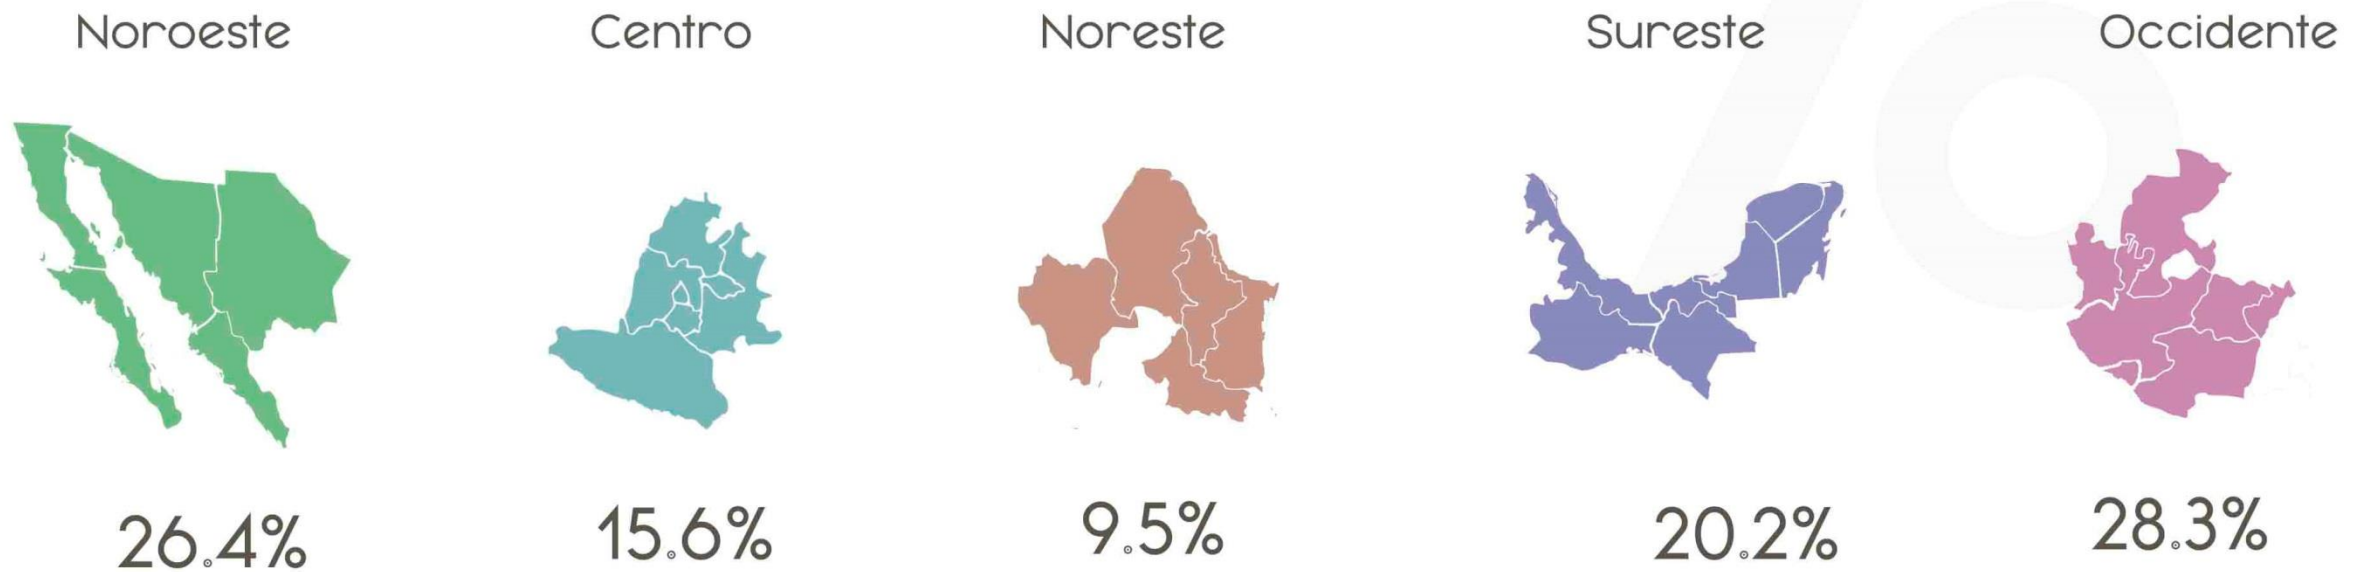 Noroeste
Centro
Noreste
Sureste
Occidente
26.4%
15.6%
9.5%
20.2%
28.3%